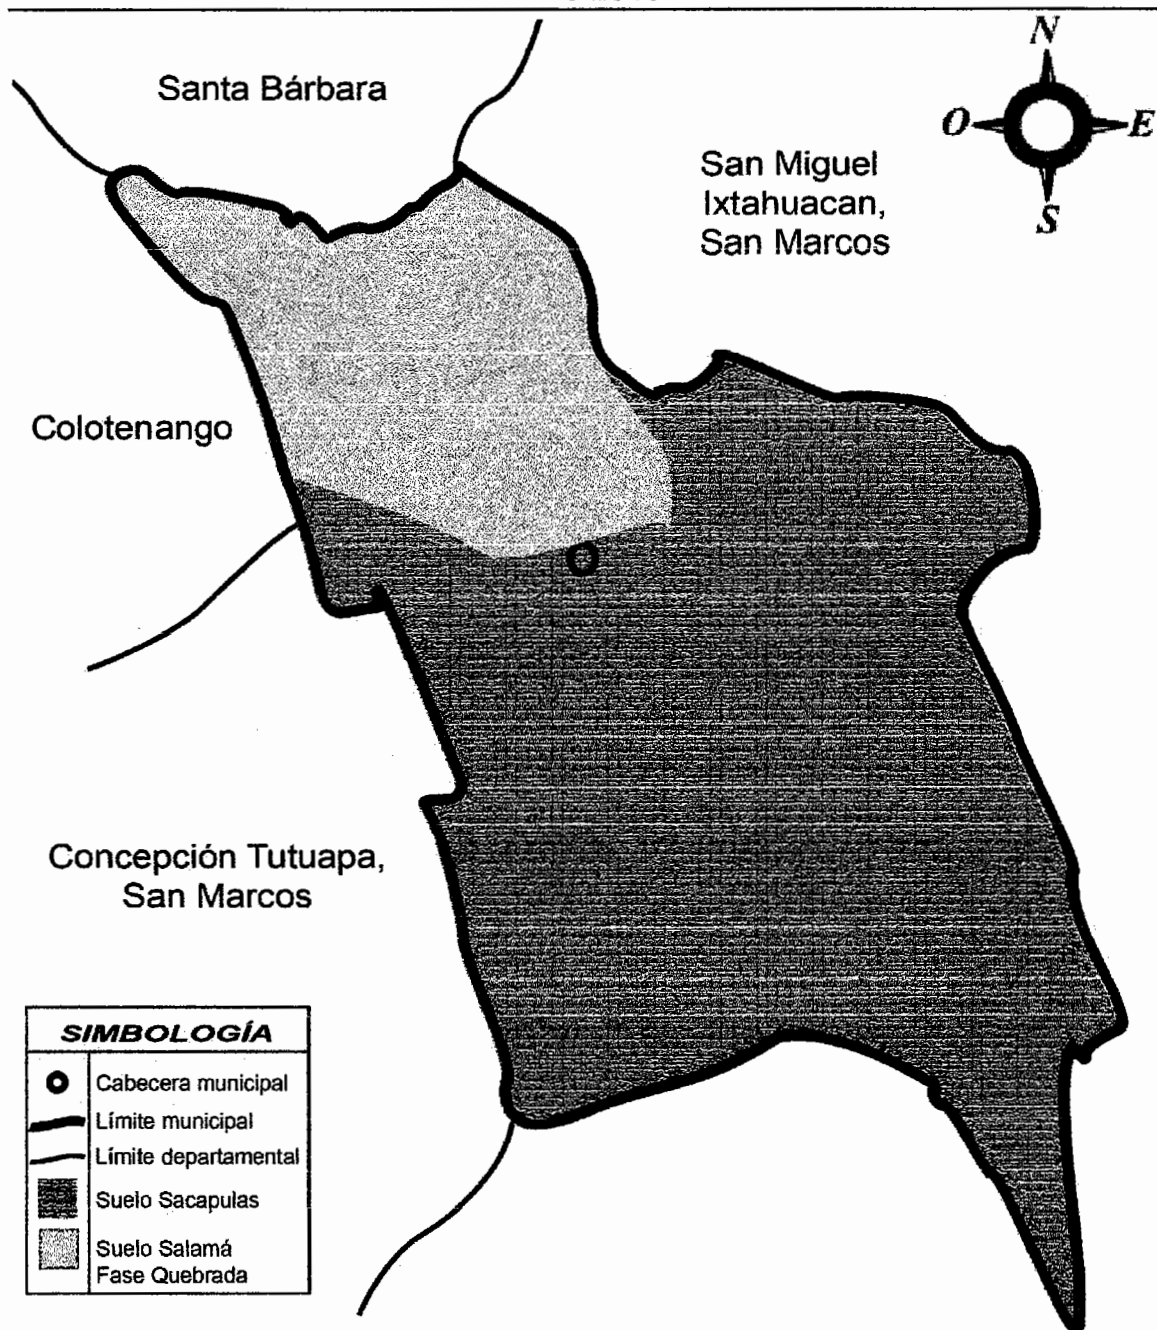 N
Santa Bárbara
O
E
San Miguel
Ixtahuacan,
San Marcos
S
Colotenango
Concepción Tutuapa,
San Marcos
SIMBOLOGÍA
Cabecera municipal
Límite municipal
Límite departamental
Suelo Sacapulas
Suelo Salamá
Fase Quebrada